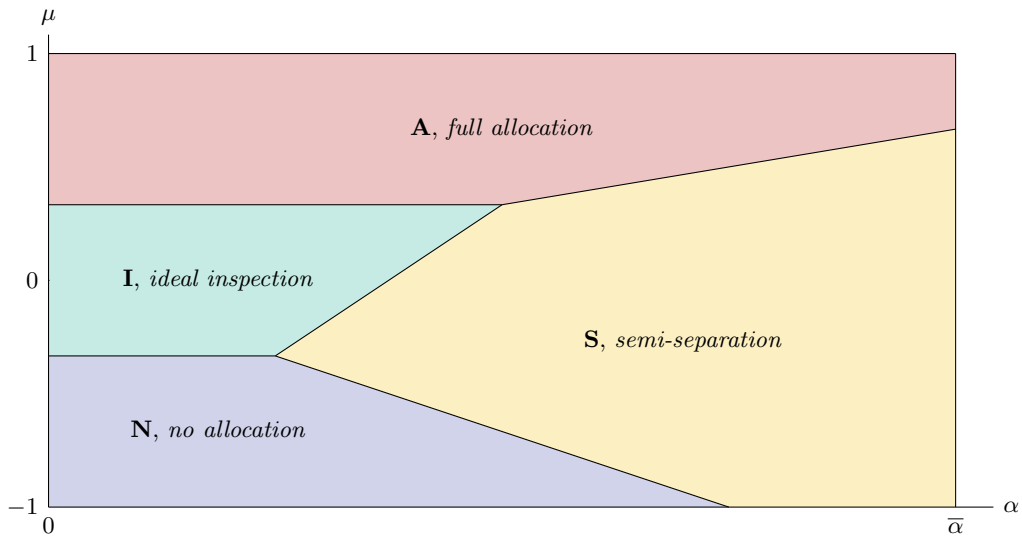 μ
1
A, full allocation
0
I, ideal inspection
S, semi-separation
N, no allocation
−1
α
0
α̅